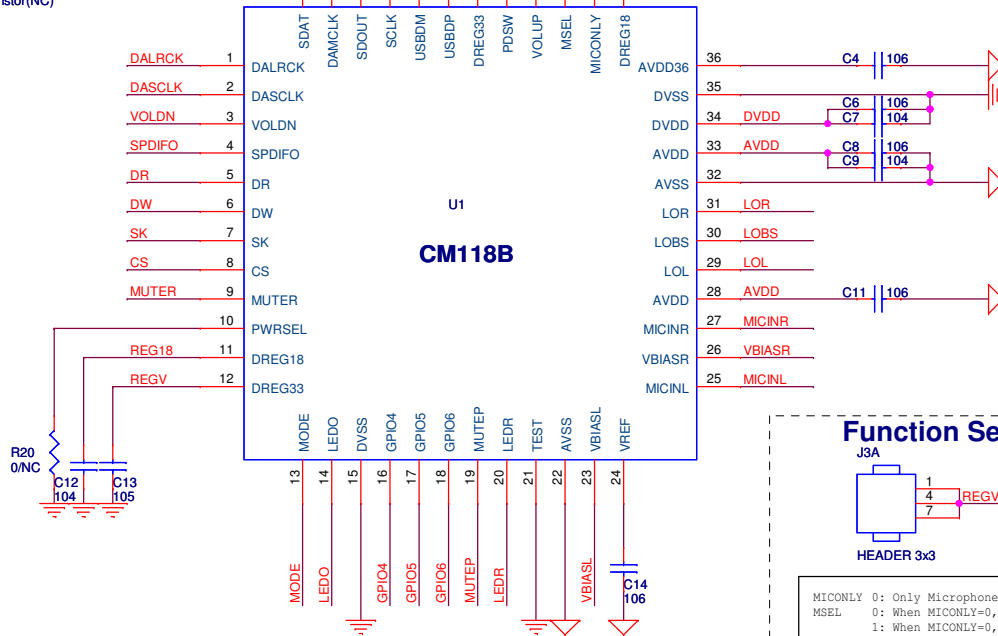 istor(NC)
SDAT
DAMCLK
SDOUT
SCLK
USBDM
USBDP
DREG33
PDSW
VOLUP
MSEL
MICONLY
DREG18
DALRCK 1 DALRCK
DASCLK 2 DASCLK
VOLDN 3 VOLDN
SPDIFO 4 SPDIFO
DR 5 DR
DW 6 DW
SK 7 SK
CS 8 CS
MUTER 9 MUTER
10 PWRSEL
REG18 11 DREG18
REGV 12 DREG33
U1
CM118B
AVDD36 36 C4 106
DVSS 35
C6 106
DVDD 34 DVDD C7 104
AVDD 33 AVDD C8 106
C9 104
AVSS 32
LOR 31 LOR
LOBS 30 LOBS
LOL 29 LOL
AVDD 28 AVDD C11 106
MICINR 27 MICINR
VBIASR 26 VBIASR
MICINL 25 MICINL
MODE 13 MODE
LEDO 14 LEDO
DVSS 15
GPIO4 16 GPIO4
GPIO5 17 GPIO5
GPIO6 18 GPIO6
MUTEP 19 MUTEP
LEDR 20 LEDR
TEST 21
AVSS 22
VBIASL 23 VBIASL
VREF 24
R20
0/NC
C12
104
C13
105
C14
106
Function Se
J3A
1
4 REGV
7
HEADER 3x3
MICONLY 0: Only Microphone
MSEL 0: When MICONLY=0,
1: When MICONLY=0,